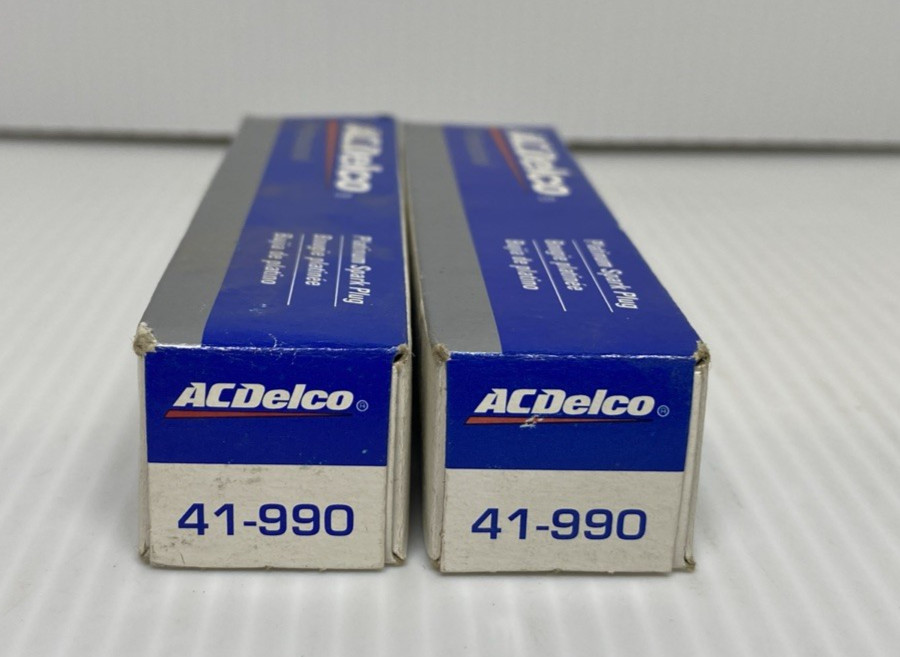 ACDelco
Platinum Spark Plug
Bougie platinée
Bujía de platino
ACDelco®
41-990
ACDelco
Platinum Spark Plug
Bougie platinée
Bujía de platino
ACDelco®
41-990